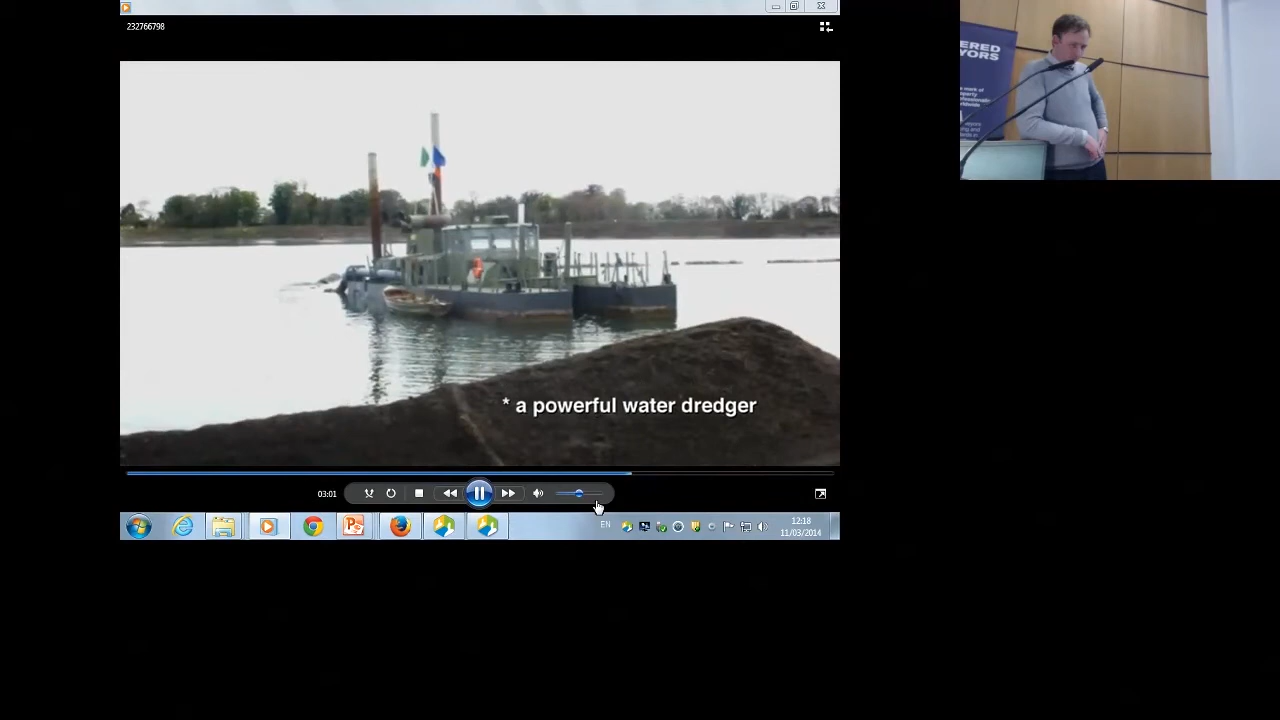 232766798
* a powerful water dredger
03:01
EN
12:18
11/03/2014
ERED
YORS